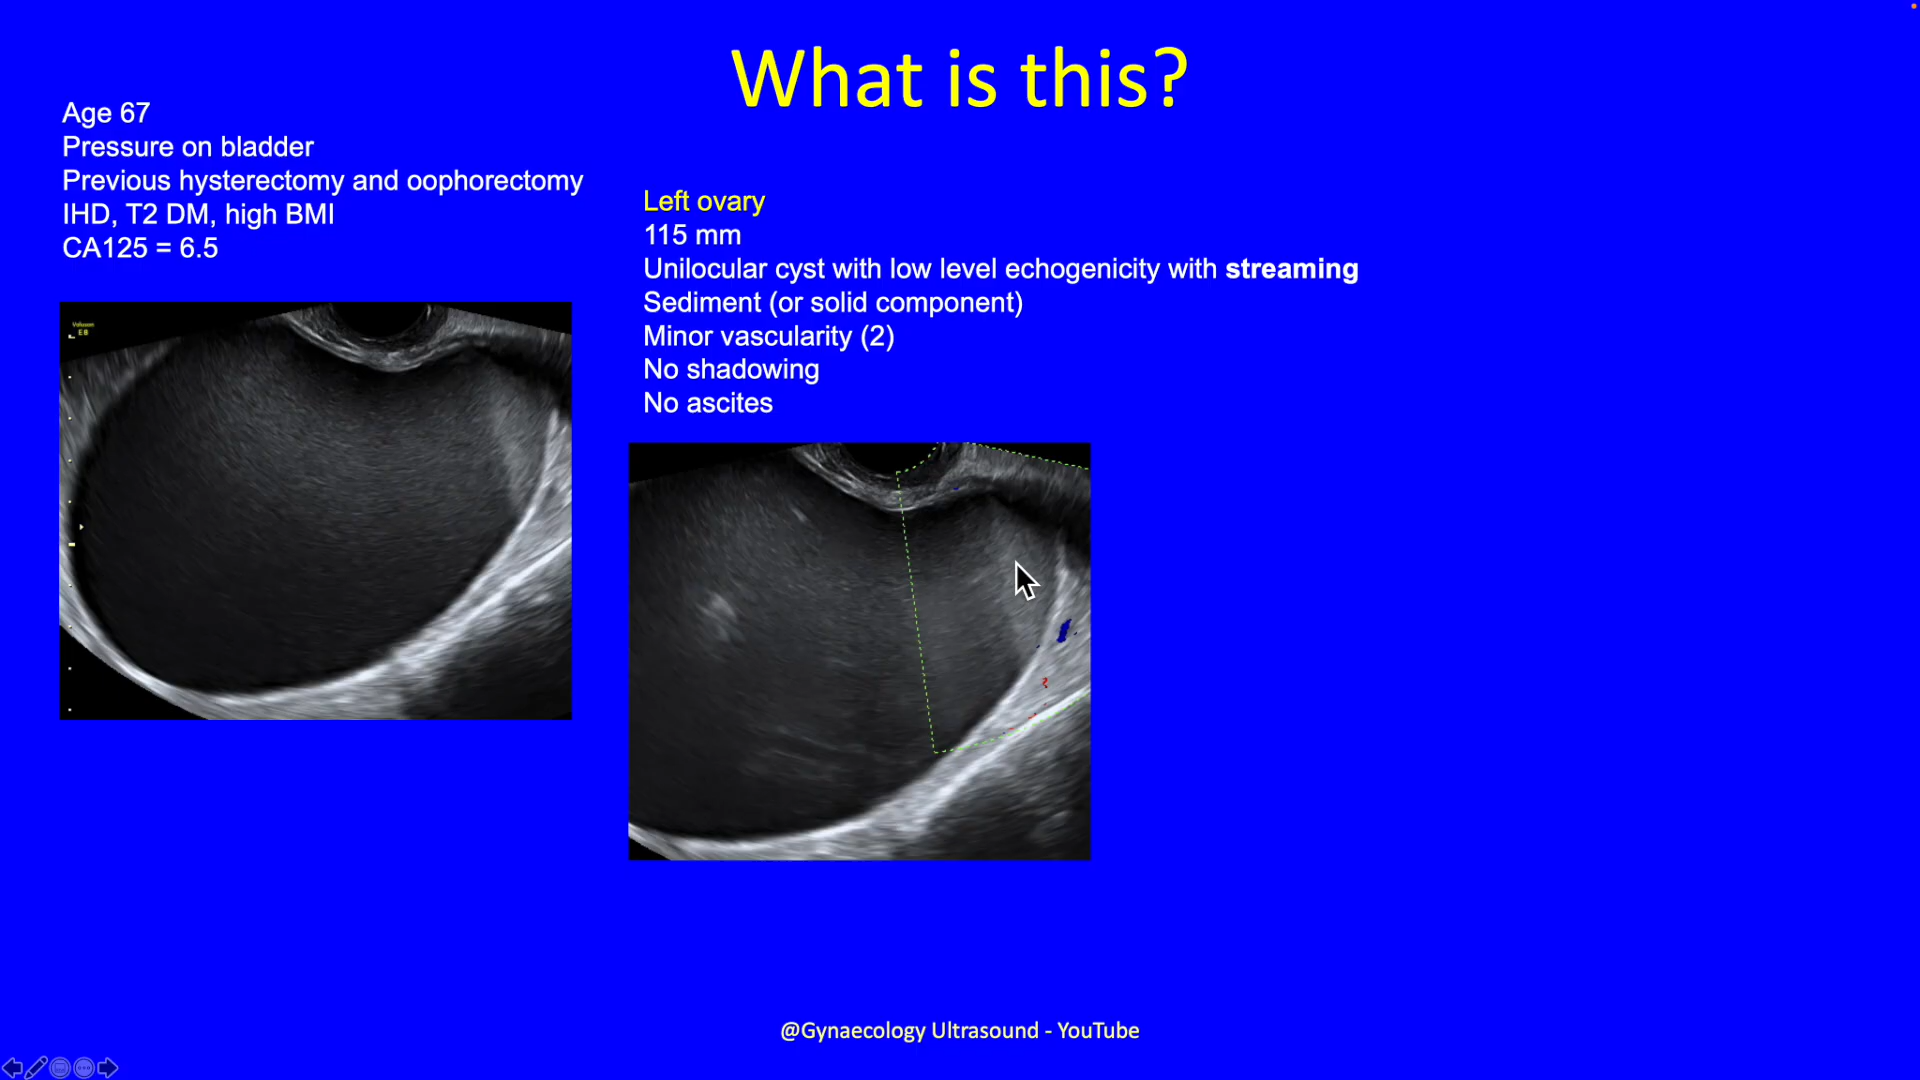 What is this?
Age 67
Pressure on bladder
Previous hysterectomy and oophorectomy
IHD, T2 DM, high BMI
CA125 = 6.5
Left ovary
115 mm
Unilocular cyst with low level echogenicity with streaming
Sediment (or solid component)
Minor vascularity (2)
No shadowing
No ascites
Voluson
E8
@Gynaecology Ultrasound - YouTube